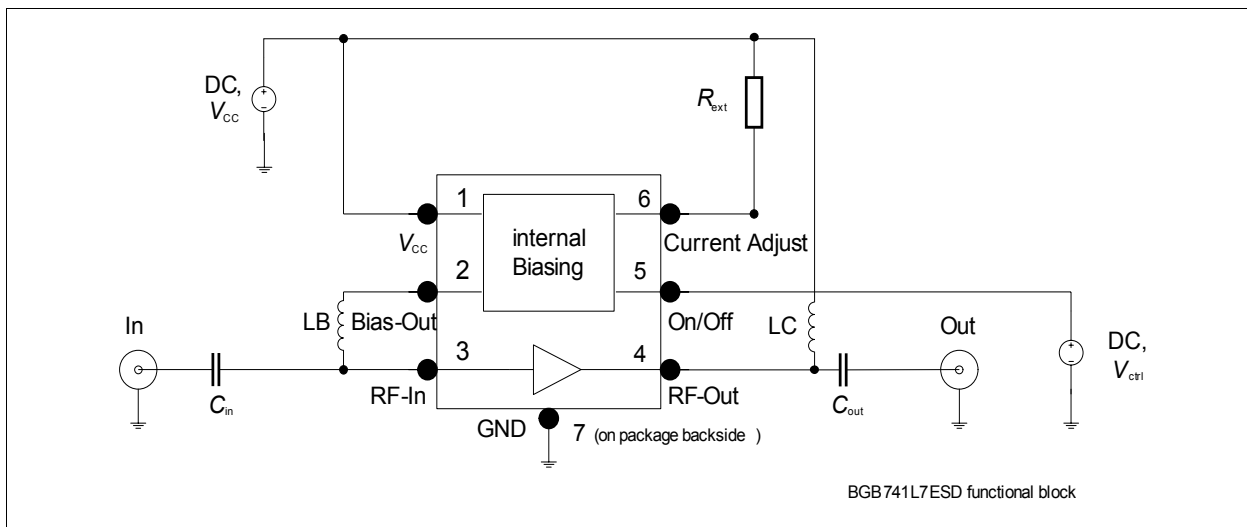 DC,
VCC
+
–
Rext
1
6
VCC
internal
Biasing
Current Adjust
2
5
In
LB
Bias-Out
On/Off
LC
Out
DC,
Vctrl
+
–
3
4
Cin
RF-In
RF-Out
Cout
GND
7 (on package backside )
BGB741L7ESD functional block